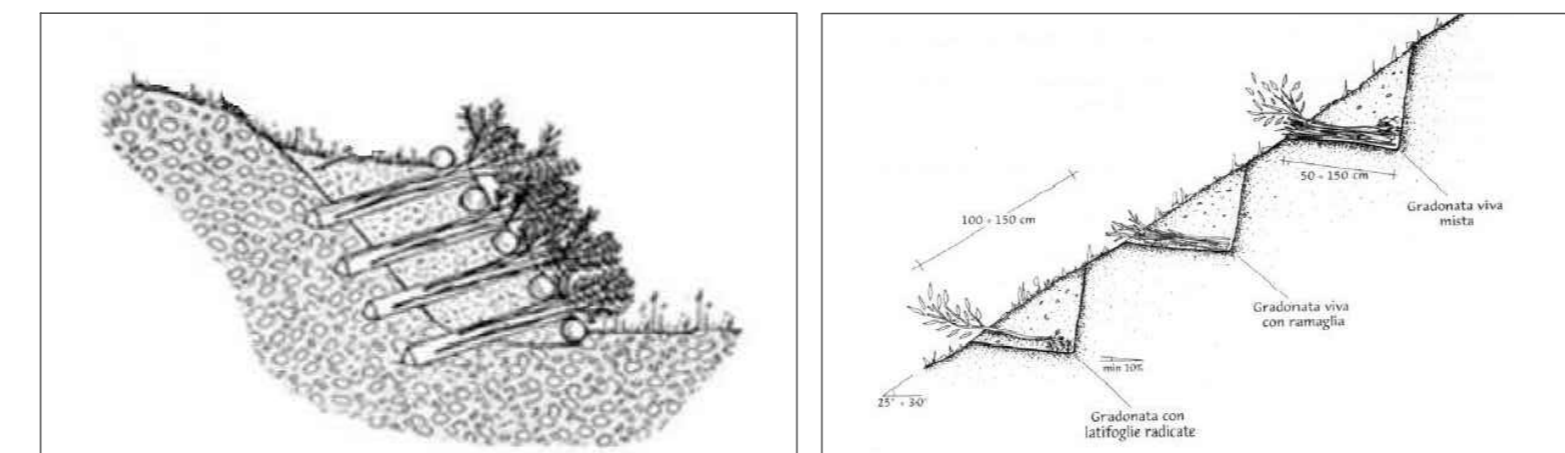 50 ÷ 150 cm
Gradonata viva
mista
100 ÷ 150 cm
Gradonata viva
con ramaglia
min 10%
25° ÷ 30°
Gradonata con
latifoglie radicate